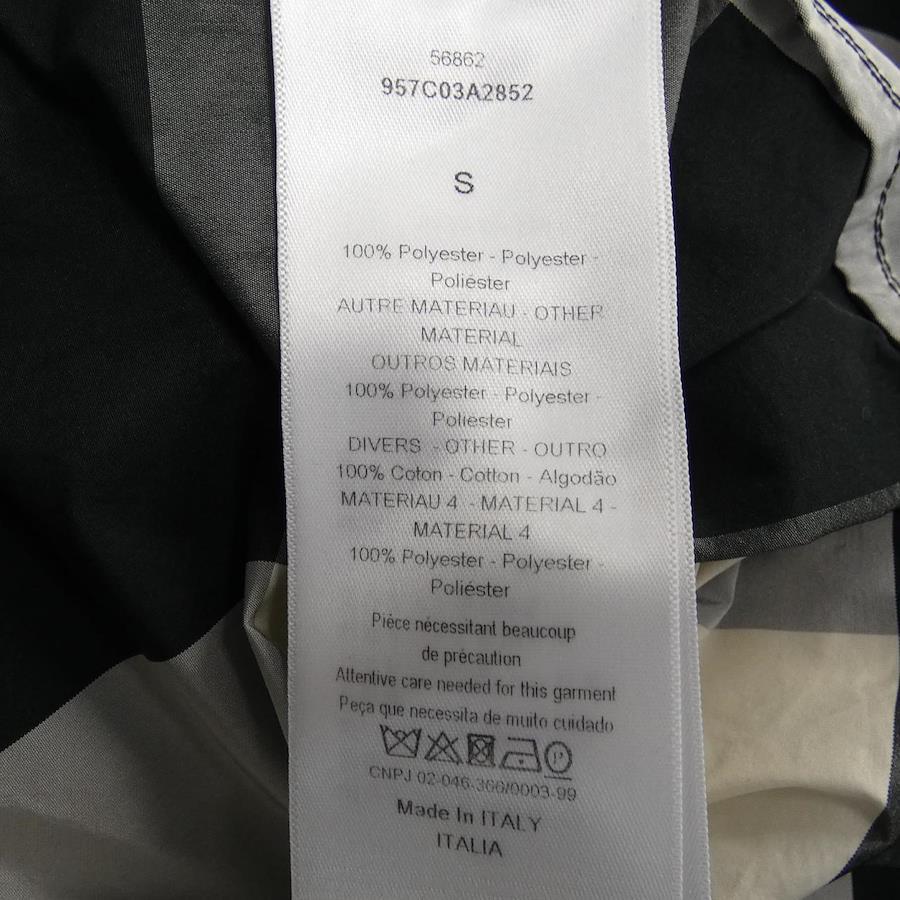 56862
957C03A2852
S
100% Polyester - Polyester -
Poliéster
AUTRE MATERIAU - OTHER
MATERIAL
OUTROS MATERIAIS
100% Polyester - Polyester -
Poliester
DIVERS - OTHER - OUTRO
100% Coton - Cotton - Algodão
MATERIAU 4 - MATERIAL 4 -
MATERIAL 4
100% Polyester - Polyester -
Poliéster
Pièce nécessitant beaucoup
de précaution
Attentive care needed for this garment
Peça que necessita de muito cuidado
P
CNPJ 02-046-366/0003-99
Made In ITALY
ITALIA